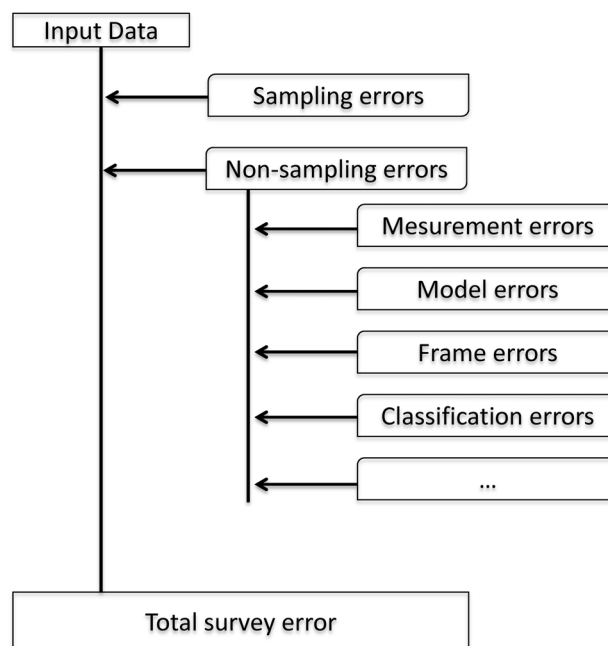 Input Data
Sampling errors
Non-sampling errors
Mesurement errors
Model errors
Frame errors
Classification errors
...
Total survey error